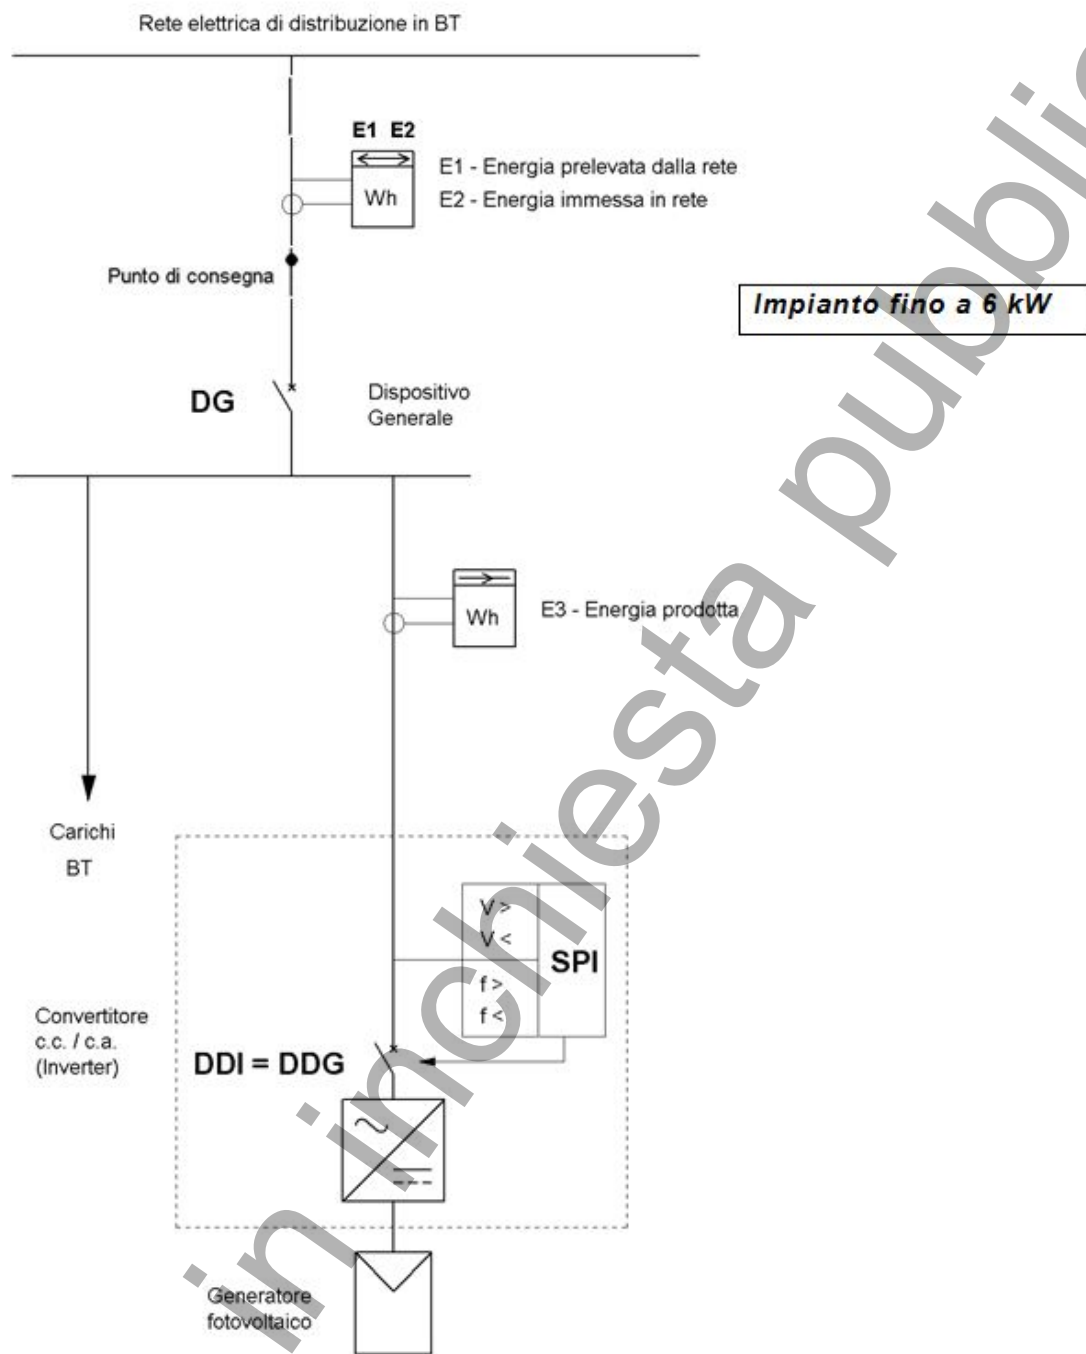 Rete elettrica di distribuzione in BT
E1 E2
Wh
E1 - Energia prelevata dalla rete
E2 - Energia immessa in rete
Punto di consegna
Impianto fino a 6 kW
DG
Dispositivo
Generale
Wh
E3 - Energia prodotta
Carichi
BT
V >
V <
f >
f <
SPI
Convertitore
c.c. / c.a.
(Inverter)
DDI = DDG
Generatore
fotovoltaico
in inchiesta pubblic